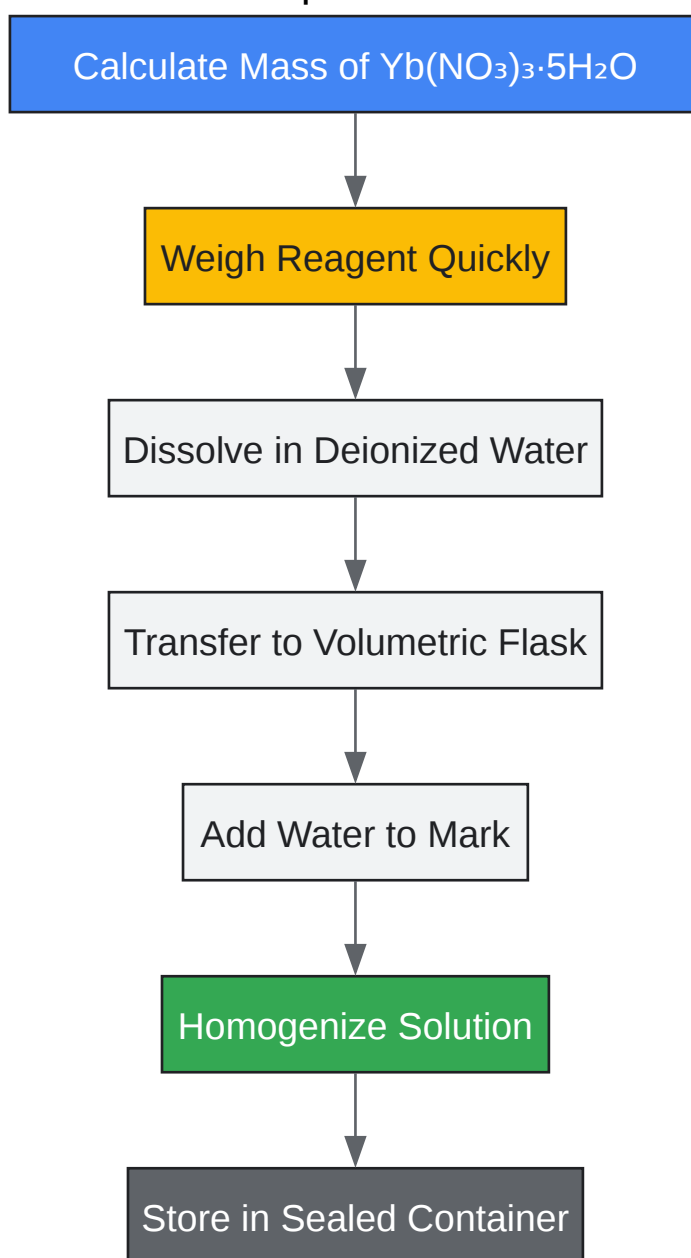 Calculate Mass of Yb(NO₃)₃·5H₂O
Weigh Reagent Quickly
Dissolve in Deionized Water
Transfer to Volumetric Flask
Add Water to Mark
Homogenize Solution
Store in Sealed Container